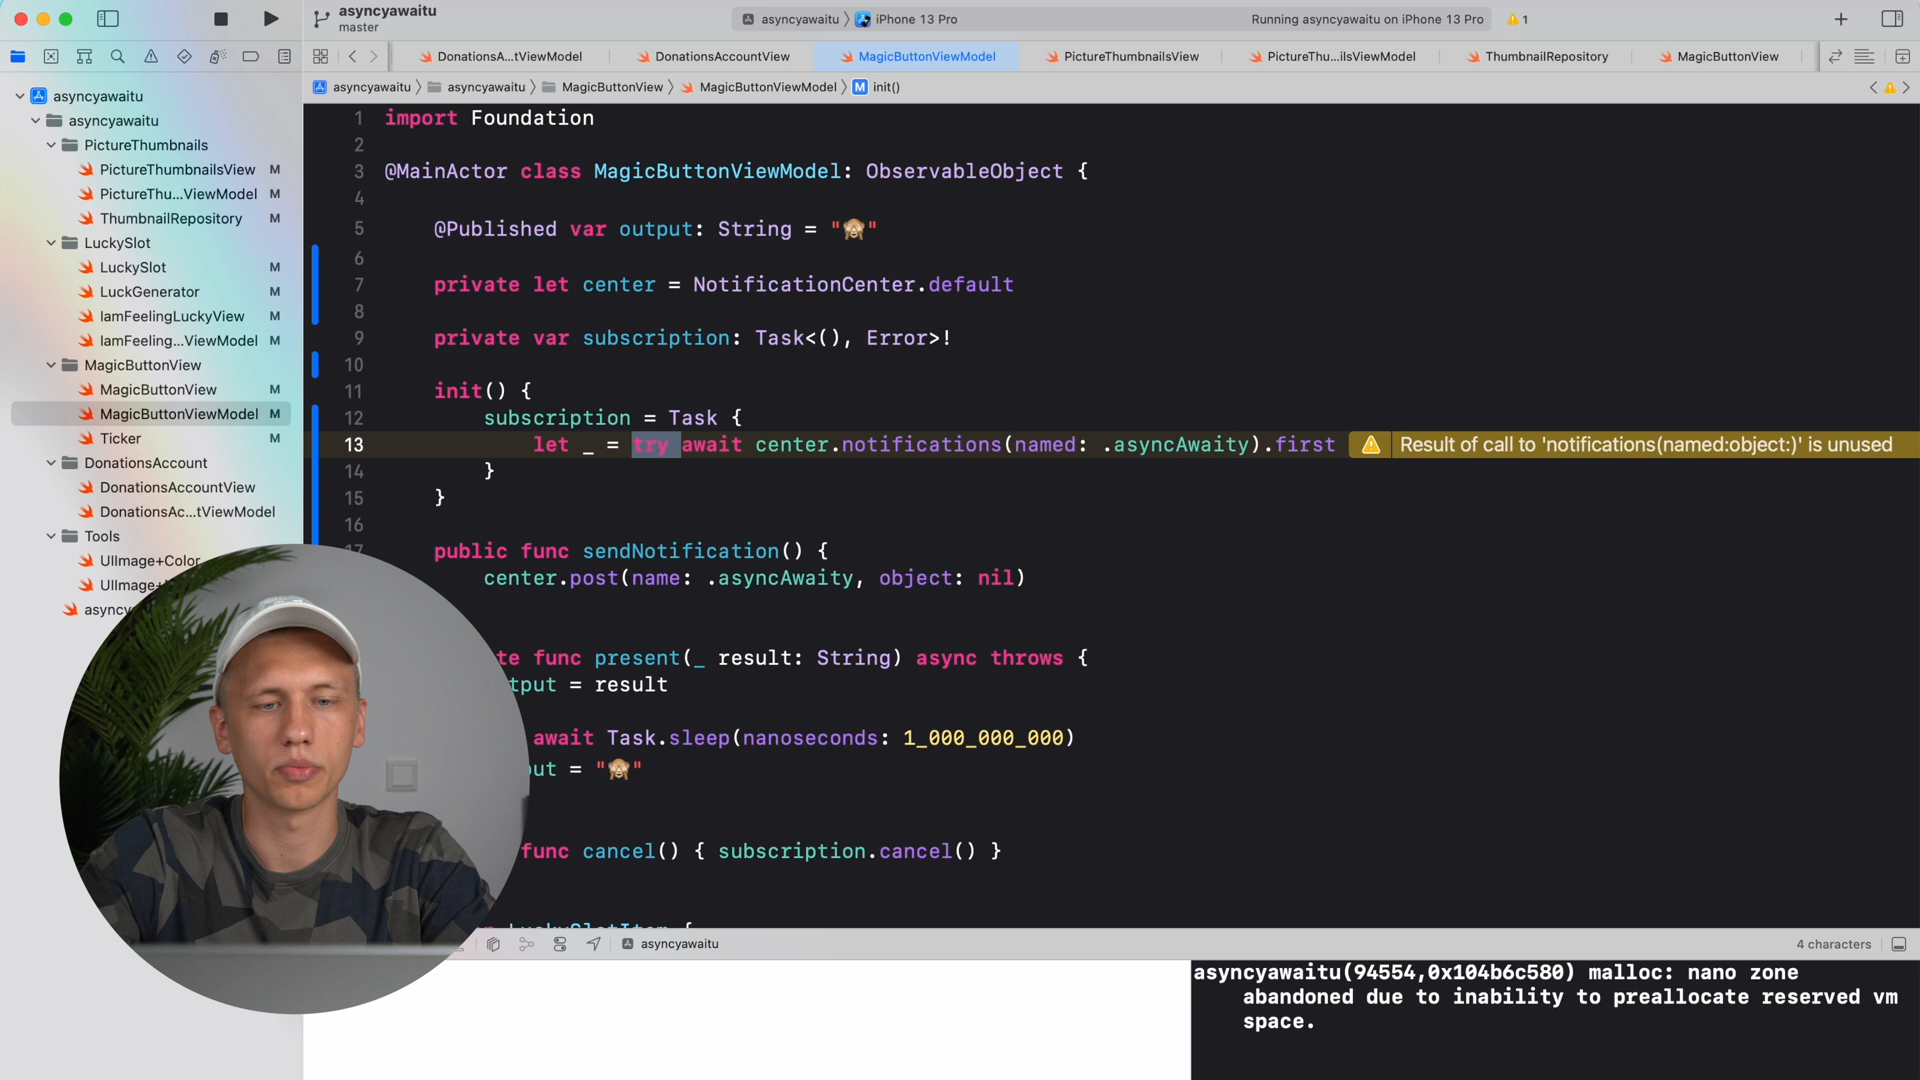 asyncyawaitu
master
asyncyawaitu 〉 iPhone 13 Pro
Running asyncyawaitu on iPhone 13 Pro
1
DonationsA...tViewModel
DonationsAccountView
MagicButtonViewModel
PictureThumbnailsView
PictureThu...ilsViewModel
ThumbnailRepository
MagicButtonView
asyncyawaitu 〉 asyncyawaitu 〉 MagicButtonView 〉 MagicButtonViewModel 〉 M init()
asyncyawaitu
asyncyawaitu
PictureThumbnails
PictureThumbnailsView M
PictureThu...ViewModel M
ThumbnailRepository M
LuckySlot
LuckySlot M
LuckGenerator M
IamFeelingLuckyView M
IamFeeling...ViewModel M
MagicButtonView
MagicButtonView M
MagicButtonViewModel M
Ticker M
DonationsAccount
DonationsAccountView
DonationsAc...tViewModel
Tools
UIImage+Color
UIImage+
asyncy
1 import Foundation
2
3 @MainActor class MagicButtonViewModel: ObservableObject {
4
5 @Published var output: String = "🙈"
6
7 private let center = NotificationCenter.default
8
9 private var subscription: Task<(), Error>!
10
11 init() {
12 subscription = Task {
13 let _ = try await center.notifications(named: .asyncAwaity).first
Result of call to 'notifications(named:object:)' is unused
14 }
15 }
16
17 public func sendNotification() {
center.post(name: .asyncAwaity, object: nil)
te func present(_ result: String) async throws {
tput = result
await Task.sleep(nanoseconds: 1_000_000_000)
ut = "🙈"
func cancel() { subscription.cancel() }
LuckySlotItem {
asyncyawaitu
4 characters
asyncyawaitu(94554,0x104b6c580) malloc: nano zone
abandoned due to inability to preallocate reserved vm
space.